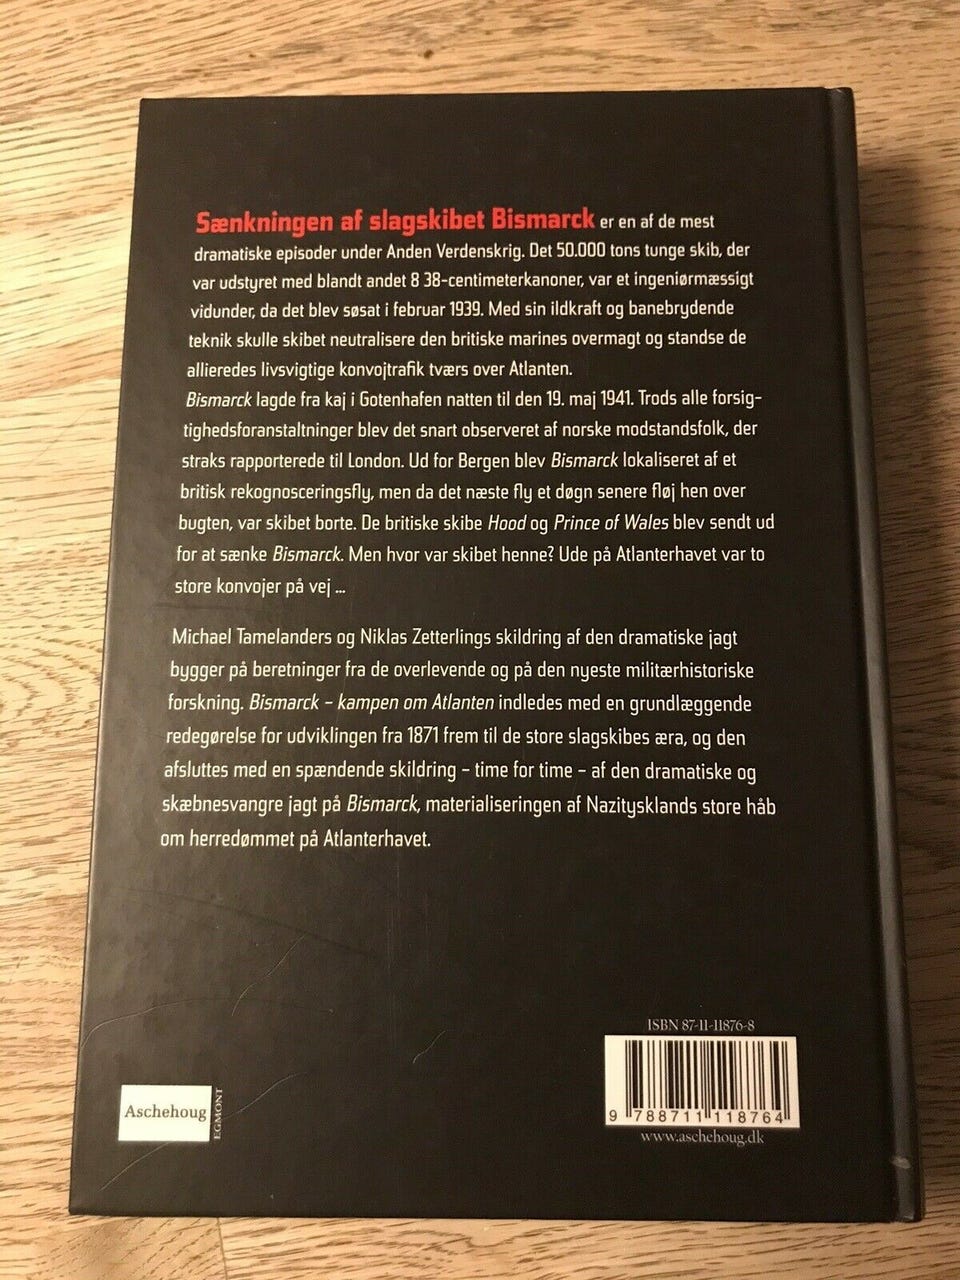 Sænkningen af slagskibet Bismarck er en af de mest
dramatiske episoder under Anden Verdenskrig. Det 50.000 tons tunge skib, der
var udstyret med blandt andet 8 38-centimeterkanoner, var et ingeniørmæssigt
vidunder, da det blev søsat i februar 1939. Med sin ildkraft og banebrydende
teknik skulle skibet neutralisere den britiske marines overmagt og standse de
allieredes livsvigtige konvojtrafik tværs over Atlanten.
Bismarck lagde fra kaj i Gotenhafen natten til den 19. maj 1941. Trods alle forsig-
tighedsforanstaltninger blev det snart observeret af norske modstandsfolk, der
straks rapporterede til London. Ud for Bergen blev Bismarck lokaliseret af et
britisk rekognosceringsfly, men da det næste fly et døgn senere fløj hen over
bugten, var skibet borte. De britiske skibe Hood og Prince of Wales blev sendt ud
for at sænke Bismarck. Men hvor var skibet henne? Ude på Atlanterhavet var to
store konvojer på vej ...
Michael Tamelanders og Niklas Zetterlings skildring af den dramatiske jagt
bygger på beretninger fra de overlevende og på den nyeste militærhistoriske
forskning. Bismarck – kampen om Atlanten indledes med en grundlæggende
redegørelse for udviklingen fra 1871 frem til de store slagskibes æra, og den
afsluttes med en spændende skildring – time for time – af den dramatiske og
skæbnesvangre jagt på Bismarck, materialiseringen af Nazitysklands store håb
om herredømmet på Atlanterhavet.
ISBN 87-11-11876-8
9 788711 118764
www.aschehoug.dk
Aschehoug
EGMONT